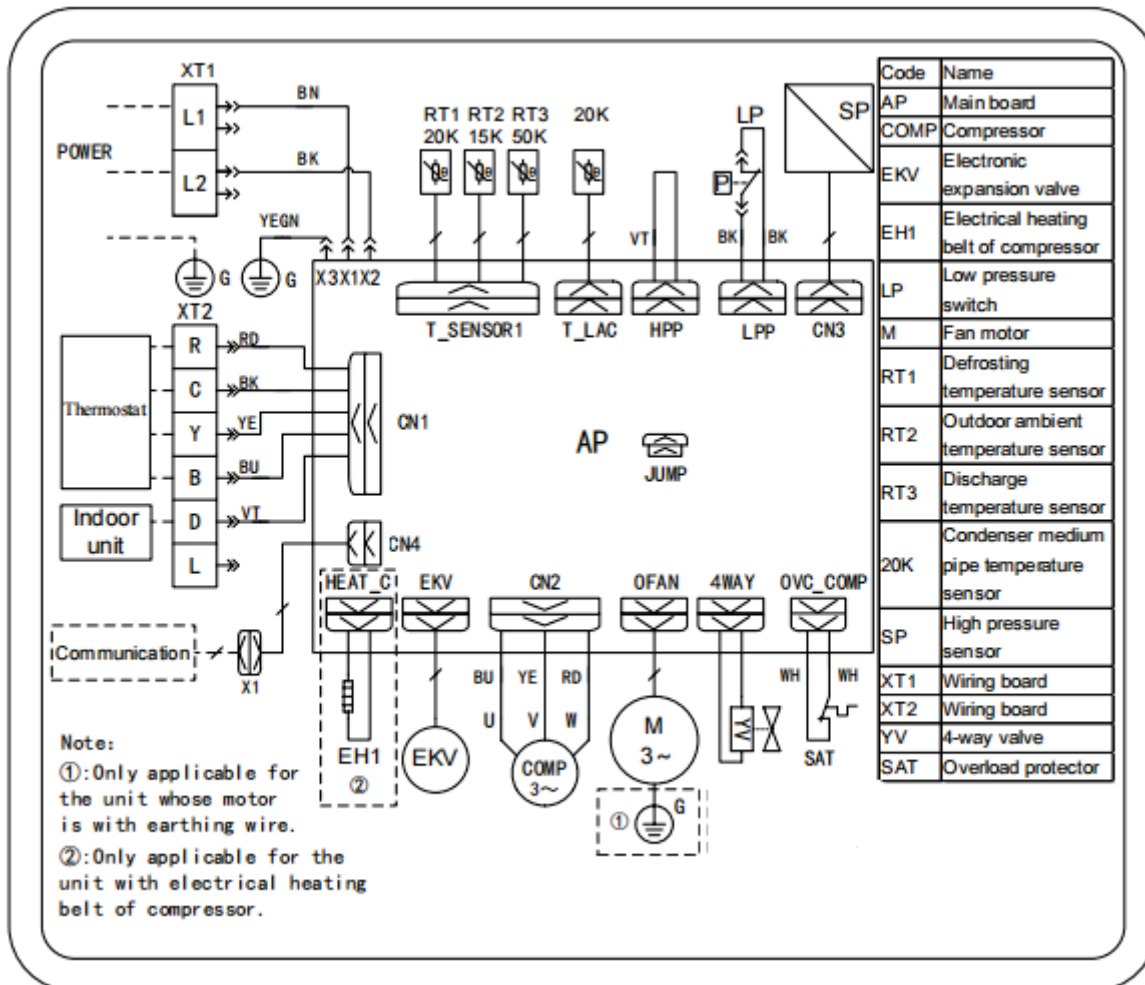 XT1
L1
BN
POWER
L2
BK
YEGN
G
G
X3 X1 X2
RT1 RT2 RT3
20K 15K 50K
20K
LP
P
SP
VT
BK
BK
T_SENSOR1
T_LAC
HPP
LPP
CN3
XT2
Thermostat
R
RD
C
BK
Y
YE
B
BU
CN1
Indoor
unit
D
VT
L
CN4
AP
JUMP
HEAT_C
EKV
CN2
OFAN
4WAY
OVC_COMP
Communication
X1
BU
YE
RD
U
V
W
WH
WH
EH1
②
EKV
COMP
3~
M
3~
YV
SAT
①
G
Note:
①:Only applicable for
the unit whose motor
is with earthing wire.
②:Only applicable for the
unit with electrical heating
belt of compressor.
Code Name
AP Main board
COMP Compressor
EKV Electronic
expansion valve
EH1 Electrical heating
belt of compressor
LP Low pressure
switch
M Fan motor
RT1 Defrosting
temperature sensor
RT2 Outdoor ambient
temperature sensor
RT3 Discharge
temperature sensor
20K Condenser medium
pipe temperature
sensor
SP High pressure
sensor
XT1 Wiring board
XT2 Wiring board
YV 4-way valve
SAT Overload protector